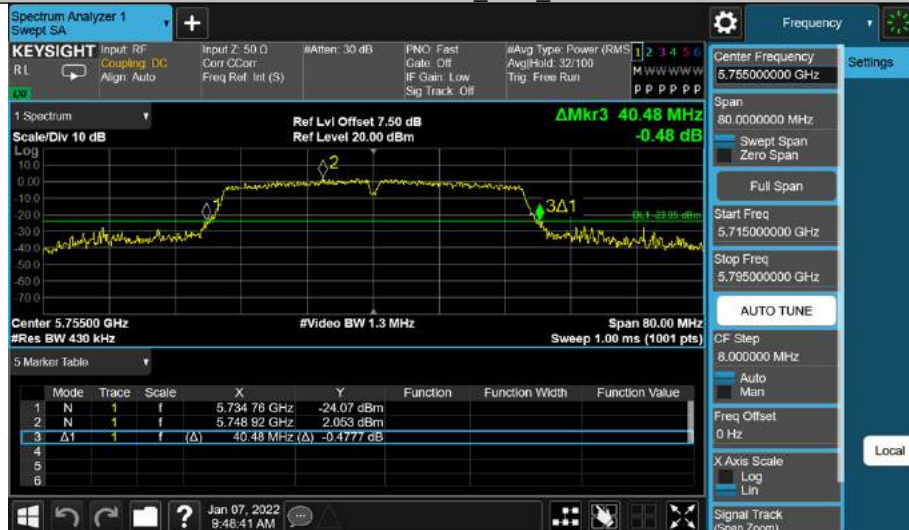 Spectrum Analyzer 1
Swept SA
+
Frequency
KEYSIGHT
RL
LXI
Input: RF
Coupling: DC
Align: Auto
Input Z: 50 Ω
Corr CCorr
Freq Ref: Int (S)
#Atten: 30 dB
PNO: Fast
Gate: Off
IF Gain: Low
Sig Track: Off
#Avg Type: Power (RMS
Avg|Hold: 32/100
Trig: Free Run
1 2 3 4 5 6
M W W W W W
P P P P P P
1 Spectrum
Scale/Div 10 dB
Ref Lvl Offset 7.50 dB
Ref Level 20.00 dBm
ΔMkr3 40.48 MHz
-0.48 dB
Log
10.0
0.00
-10.0
-20.0
-30.0
-40.0
-50.0
-60.0
-70.0
1
2
3Δ1
DL1 -23.95 dBm
Center 5.75500 GHz
#Video BW 1.3 MHz
Span 80.00 MHz
#Res BW 430 kHz
Sweep 1.00 ms (1001 pts)
5 Marker Table
Mode Trace Scale X Y Function Function Width Function Value
1 N 1 f 5.734 76 GHz -24.07 dBm
2 N 1 f 5.748 92 GHz 2.053 dBm
3 Δ1 1 f (Δ) 40.48 MHz (Δ) -0.4777 dB
4
5
6
?
Jan 07, 2022
9:48:41 AM
Center Frequency
5.755000000 GHz
Span
80.0000000 MHz
Swept Span
Zero Span
Full Span
Start Freq
5.715000000 GHz
Stop Freq
5.795000000 GHz
AUTO TUNE
CF Step
8.000000 MHz
Auto
Man
Freq Offset
0 Hz
X Axis Scale
Log
Lin
Signal Track
(Span Zoom)
Settings
Local